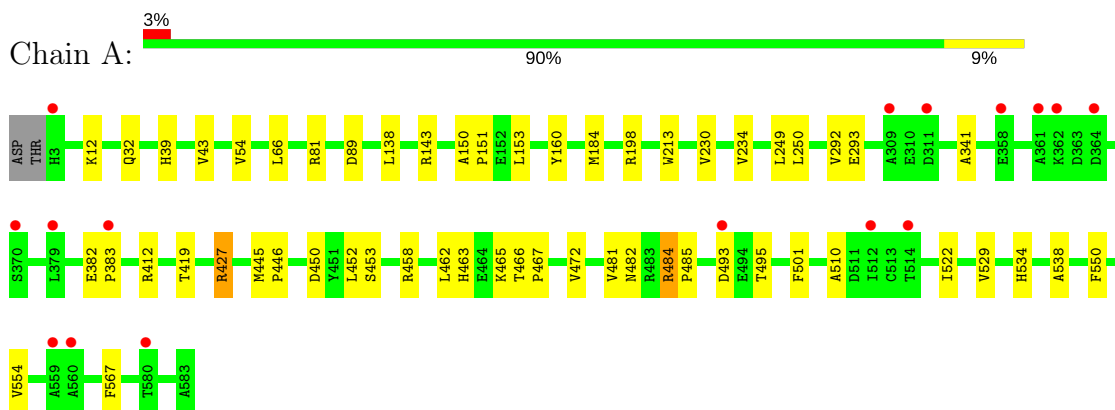 3%
Chain A:
90% 9%
ASP THR H3 K12 Q32 H39 V43 V54 L66 R81 D89 L138 R143 A150 P151 E152 L153 Y160 M184 R198 W213 V230 V234 L249 L250 V292 E293 A309 E310 D311 A341 E358 A361 K362 D363 D364
S370 L379 E382 P383 R412 T419 R427 M445 P446 D450 Y451 L452 S453 R458 L462 H463 E464 K465 T466 P467 V472 V481 N482 R483 R484 P485 D493 E494 T495 F501 A510 D511 I512 C513 T514 I522 V529 H534 A538 F550
V554 A559 A560 F567 T580 A583